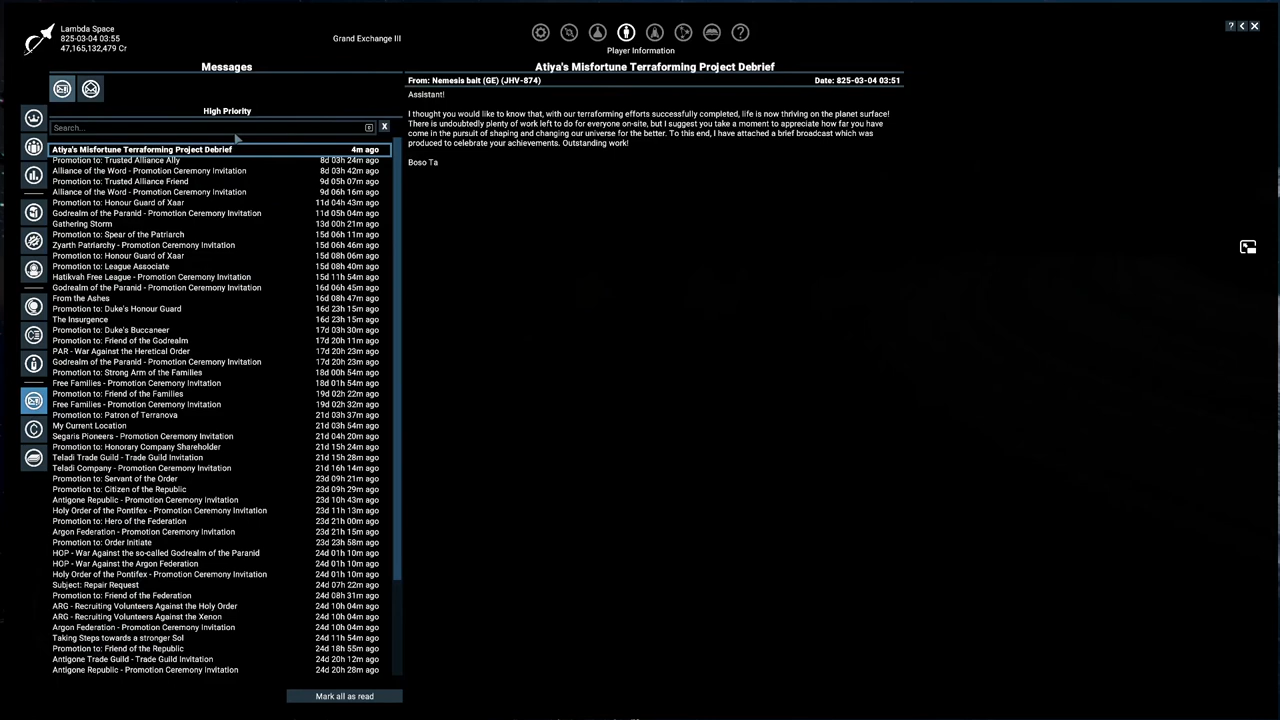 Lambda Space
825-03-04 03:55
47,165,132,479 Cr
Grand Exchange III
Player Information
Messages
High Priority
Search...
Atiya's Misfortune Terraforming Project Debrief 4m ago
Promotion to: Trusted Alliance Ally 8d 03h 24m ago
Alliance of the Word - Promotion Ceremony Invitation 8d 03h 42m ago
Promotion to: Trusted Alliance Friend 9d 05h 07m ago
Alliance of the Word - Promotion Ceremony Invitation 9d 06h 16m ago
Promotion to: Honour Guard of Xaar 11d 04h 43m ago
Godrealm of the Paranid - Promotion Ceremony Invitation 11d 05h 04m ago
Gathering Storm 13d 00h 21m ago
Promotion to: Spear of the Patriarch 15d 06h 11m ago
Zyarth Patriarchy - Promotion Ceremony Invitation 15d 06h 46m ago
Promotion to: Honour Guard of Xaar 15d 08h 06m ago
Promotion to: League Associate 15d 08h 40m ago
Hatikvah Free League - Promotion Ceremony Invitation 15d 11h 54m ago
Godrealm of the Paranid - Promotion Ceremony Invitation 16d 06h 45m ago
From the Ashes 16d 08h 47m ago
Promotion to: Duke's Honour Guard 16d 23h 15m ago
The Insurgence 16d 23h 15m ago
Promotion to: Duke's Buccaneer 17d 03h 30m ago
Promotion to: Friend of the Godrealm 17d 20h 11m ago
PAR - War Against the Heretical Order 17d 20h 23m ago
Godrealm of the Paranid - Promotion Ceremony Invitation 17d 20h 23m ago
Promotion to: Strong Arm of the Families 18d 00h 54m ago
Free Families - Promotion Ceremony Invitation 18d 01h 54m ago
Promotion to: Friend of the Families 19d 02h 22m ago
Free Families - Promotion Ceremony Invitation 19d 02h 32m ago
Promotion to: Patron of Terranova 21d 03h 37m ago
My Current Location 21d 03h 54m ago
Segaris Pioneers - Promotion Ceremony Invitation 21d 04h 20m ago
Promotion to: Honorary Company Shareholder 21d 15h 24m ago
Teladi Trade Guild - Trade Guild Invitation 21d 15h 28m ago
Teladi Company - Promotion Ceremony Invitation 21d 16h 14m ago
Promotion to: Servant of the Order 23d 09h 21m ago
Promotion to: Citizen of the Republic 23d 09h 29m ago
Antigone Republic - Promotion Ceremony Invitation 23d 10h 43m ago
Holy Order of the Pontifex - Promotion Ceremony Invitation 23d 11h 13m ago
Promotion to: Hero of the Federation 23d 21h 00m ago
Argon Federation - Promotion Ceremony Invitation 23d 21h 15m ago
Promotion to: Order Initiate 23d 23h 58m ago
HOP - War Against the so-called Godrealm of the Paranid 24d 01h 10m ago
HOP - War Against the Argon Federation 24d 01h 10m ago
Holy Order of the Pontifex - Promotion Ceremony Invitation 24d 01h 10m ago
Subject: Repair Request 24d 07h 22m ago
Promotion to: Friend of the Federation 24d 08h 31m ago
ARG - Recruiting Volunteers Against the Holy Order 24d 10h 04m ago
ARG - Recruiting Volunteers Against the Xenon 24d 10h 04m ago
Argon Federation - Promotion Ceremony Invitation 24d 10h 04m ago
Taking Steps towards a stronger Sol 24d 11h 54m ago
Promotion to: Friend of the Republic 24d 18h 55m ago
Antigone Trade Guild - Trade Guild Invitation 24d 20h 12m ago
Antigone Republic - Promotion Ceremony Invitation 24d 20h 28m ago
Mark all as read
Atiya's Misfortune Terraforming Project Debrief
From: Nemesis bait (GE) (JHV-874) Date: 825-03-04 03:51
Assistant!
I thought you would like to know that, with our terraforming efforts successfully completed, life is now thriving on the planet surface!
There is undoubtedly plenty of work left to do for everyone on-site, but I suggest you take a moment to appreciate how far you have
come in the pursuit of shaping and changing our universe for the better. To this end, I have attached a brief broadcast which was
produced to celebrate your achievements. Outstanding work!
Boso Ta